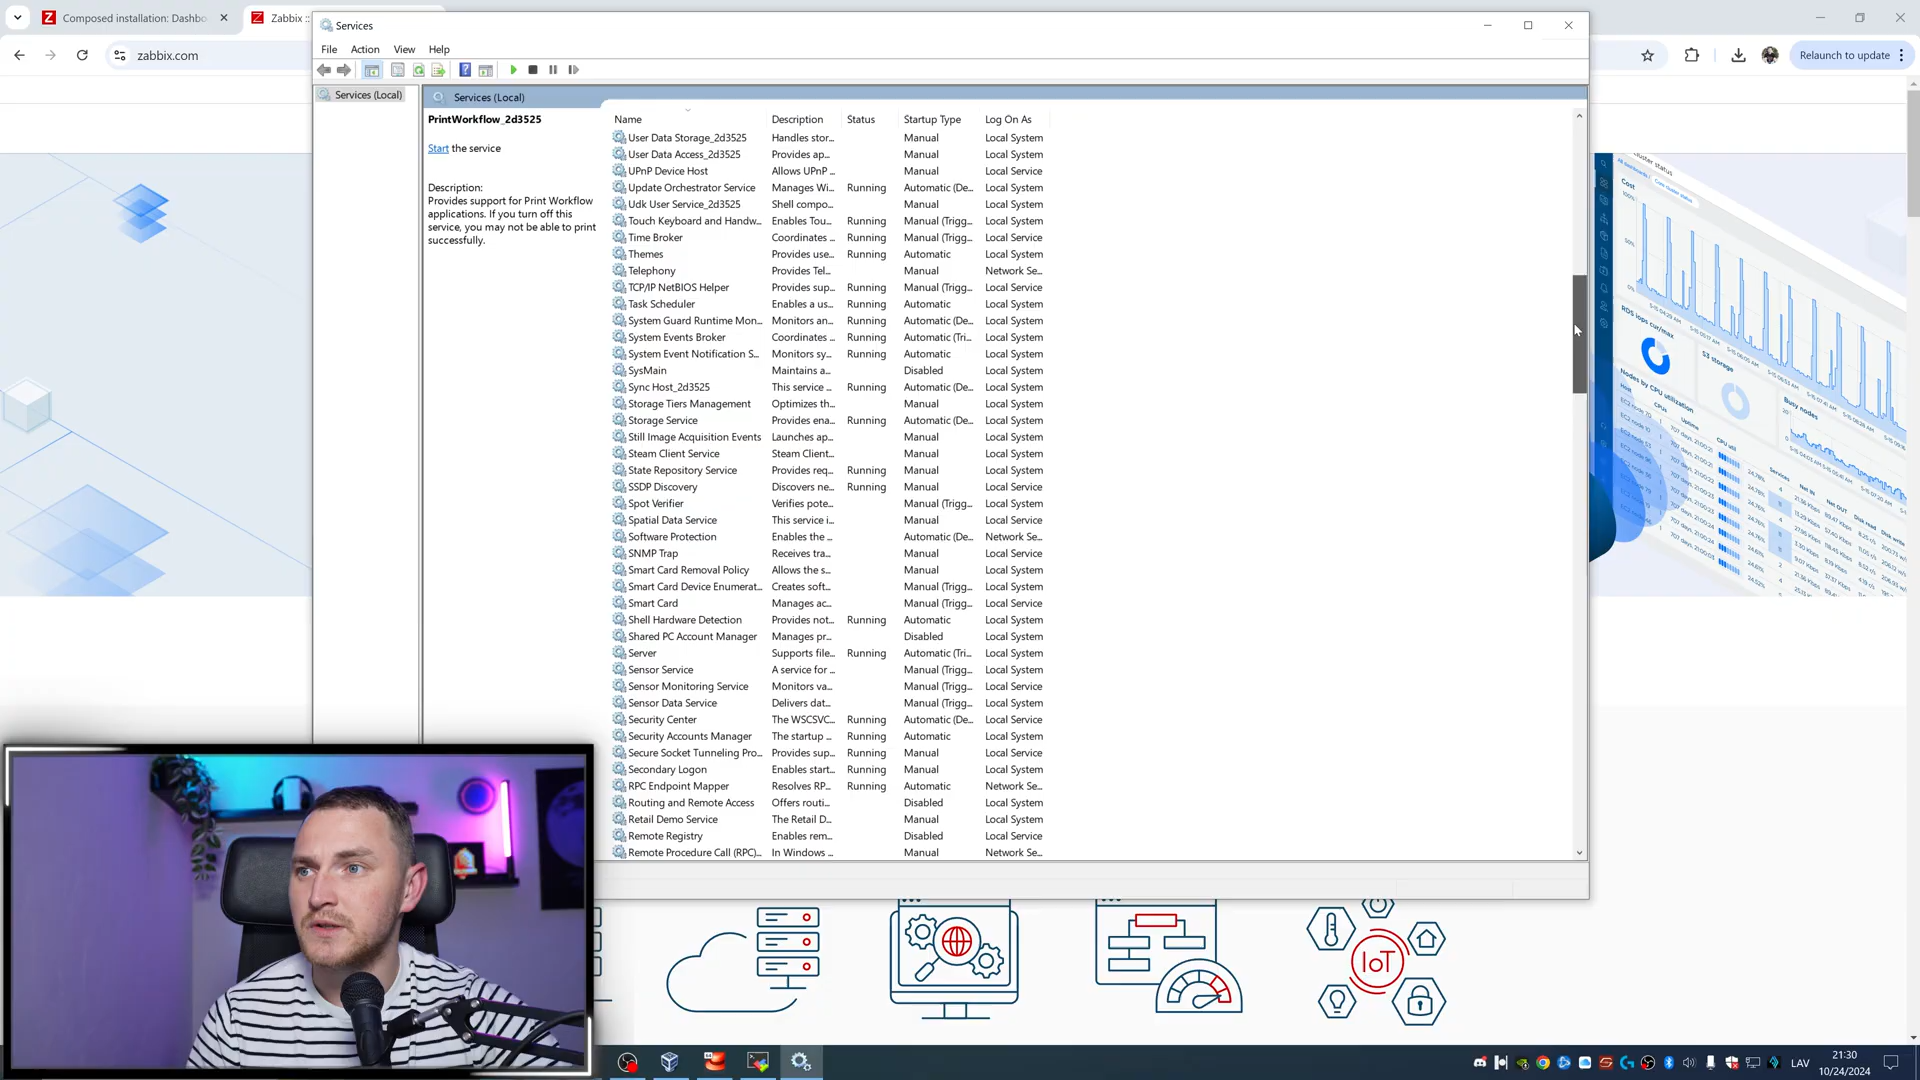 Composed installation: Dashbo
Zabbix ::
zabbix.com
Relaunch to update
Services
File Action View Help
Services (Local)
Services (Local)
PrintWorkflow_2d3525
Start the service
Description:
Provides support for Print Workflow
applications. If you turn off this
service, you may not be able to print
successfully.
Name Description Status Startup Type Log On As
User Data Storage_2d3525 Handles stor... Manual Local System
User Data Access_2d3525 Provides ap... Manual Local System
UPnP Device Host Allows UPnP ... Manual Local Service
Update Orchestrator Service Manages Wi... Running Automatic (De... Local System
Udk User Service_2d3525 Shell compo... Manual Local System
Touch Keyboard and Handw... Enables Tou... Running Manual (Trigg... Local System
Time Broker Coordinates ... Running Manual (Trigg... Local Service
Themes Provides use... Running Automatic Local System
Telephony Provides Tel... Manual Network Se...
TCP/IP NetBIOS Helper Provides sup... Running Manual (Trigg... Local Service
Task Scheduler Enables a us... Running Automatic Local System
System Guard Runtime Mon... Monitors an... Running Automatic (De... Local System
System Events Broker Coordinates ... Running Automatic (Tri... Local System
System Event Notification S... Monitors sy... Running Automatic Local System
SysMain Maintains a... Disabled Local System
Sync Host_2d3525 This service ... Running Automatic (De... Local System
Storage Tiers Management Optimizes th... Manual Local System
Storage Service Provides ena... Running Automatic (De... Local System
Still Image Acquisition Events Launches ap... Manual Local System
Steam Client Service Steam Client... Manual Local System
State Repository Service Provides req... Running Manual Local System
SSDP Discovery Discovers ne... Running Manual Local Service
Spot Verifier Verifies pote... Manual (Trigg... Local System
Spatial Data Service This service i... Manual Local Service
Software Protection Enables the ... Automatic (De... Network Se...
SNMP Trap Receives tra... Manual Local Service
Smart Card Removal Policy Allows the s... Manual Local System
Smart Card Device Enumerat... Creates soft... Manual (Trigg... Local System
Smart Card Manages ac... Manual (Trigg... Local Service
Shell Hardware Detection Provides not... Running Automatic Local System
Shared PC Account Manager Manages pr... Disabled Local System
Server Supports file... Running Automatic (Tri... Local System
Sensor Service A service for ... Manual (Trigg... Local System
Sensor Monitoring Service Monitors va... Manual (Trigg... Local Service
Sensor Data Service Delivers dat... Manual (Trigg... Local System
Security Center The WSCSVC... Running Automatic (De... Local Service
Security Accounts Manager The startup ... Running Automatic Local System
Secure Socket Tunneling Pro... Provides sup... Running Manual Local Service
Secondary Logon Enables start... Running Manual Local System
RPC Endpoint Mapper Resolves RP... Running Automatic Network Se...
Routing and Remote Access Offers routi... Disabled Local System
Retail Demo Service The Retail D... Manual Local System
Remote Registry Enables rem... Disabled Local Service
Remote Procedure Call (RPC)... In Windows ... Manual Network Se...
cluster status
Cost
RDS iops cur/max
S3 storage
Nodes by CPU utilization
Busy nodes
IoT
LAV
21:30
10/24/2024